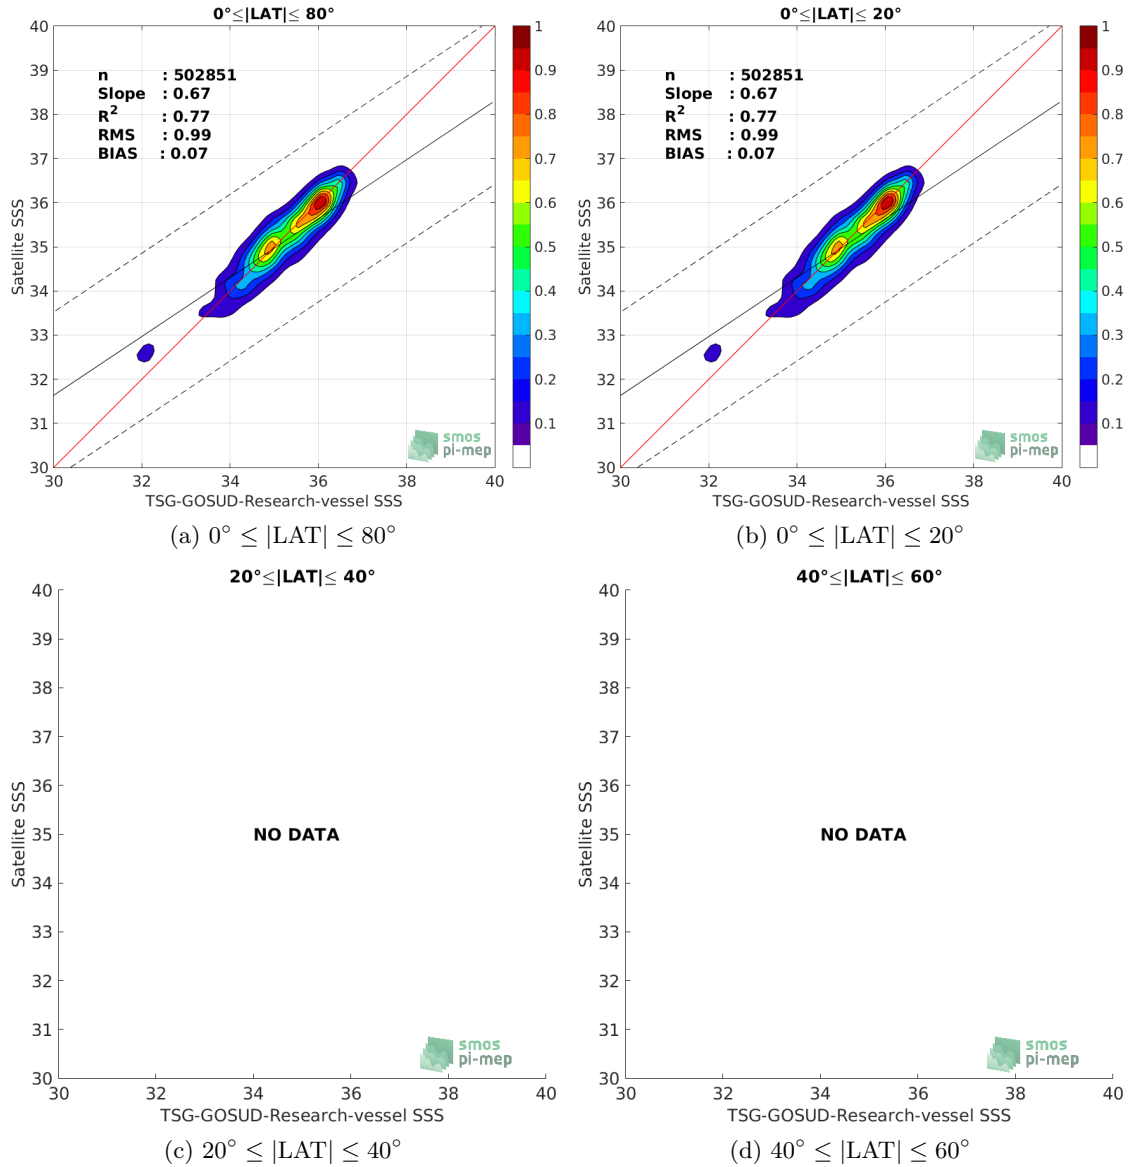 0°≤|LAT|≤ 80°
n : 502851
Slope : 0.67
R² : 0.77
RMS : 0.99
BIAS : 0.07
40
39
38
37
36
35
34
33
32
31
30
Satellite SSS
30
32
34
36
38
40
TSG-GOSUD-Research-vessel SSS
smos
pi-mep
1
0.9
0.8
0.7
0.6
0.5
0.4
0.3
0.2
0.1
(a) 0° ≤ |LAT| ≤ 80°
0°≤|LAT|≤ 20°
n : 502851
Slope : 0.67
R² : 0.77
RMS : 0.99
BIAS : 0.07
40
39
38
37
36
35
34
33
32
31
30
Satellite SSS
30
32
34
36
38
40
TSG-GOSUD-Research-vessel SSS
smos
pi-mep
1
0.9
0.8
0.7
0.6
0.5
0.4
0.3
0.2
0.1
(b) 0° ≤ |LAT| ≤ 20°
20°≤|LAT|≤ 40°
40
39
38
37
36
35
34
33
32
31
30
Satellite SSS
NO DATA
smos
pi-mep
30
32
34
36
38
40
TSG-GOSUD-Research-vessel SSS
(c) 20° ≤ |LAT| ≤ 40°
40°≤|LAT|≤ 60°
40
39
38
37
36
35
34
33
32
31
30
Satellite SSS
NO DATA
smos
pi-mep
30
32
34
36
38
40
TSG-GOSUD-Research-vessel SSS
(d) 40° ≤ |LAT| ≤ 60°